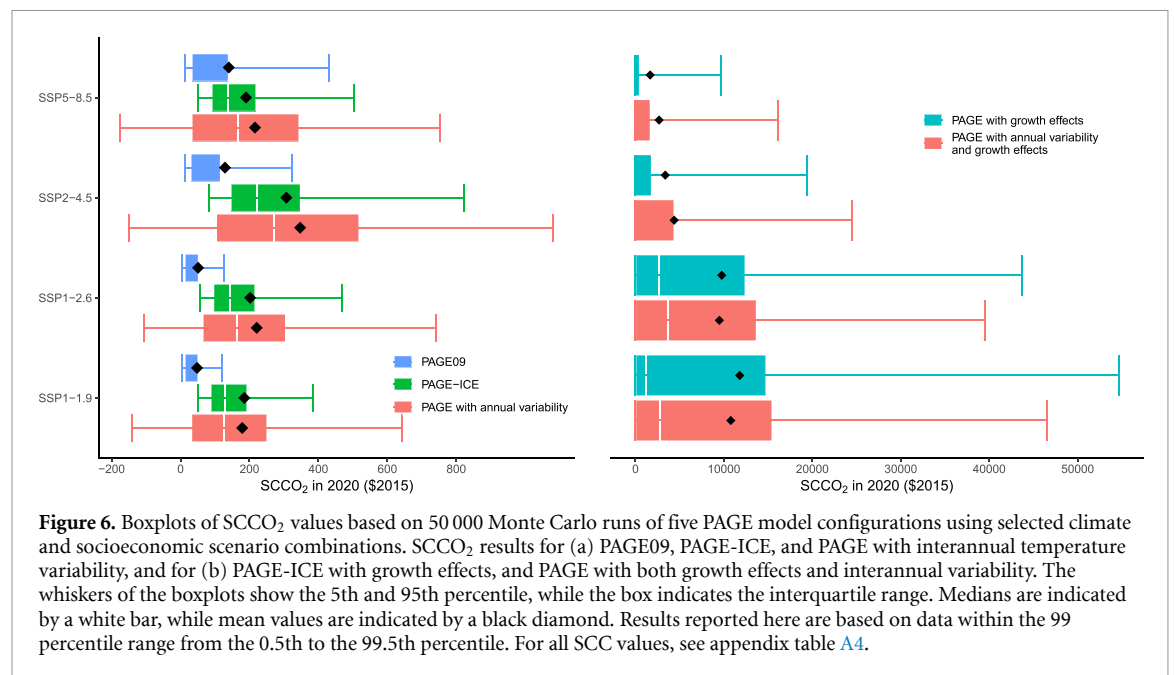 SSP5−8.5
SSP2−4.5
SSP1−2.6
SSP1−1.9
PAGE09
PAGE−ICE
PAGE with annual variability
−200
0
200
400
600
800
SCCO2 in 2020 ($2015)
PAGE with growth effects
PAGE with annual variability
and growth effects
0
10000
20000
30000
40000
50000
SCCO2 in 2020 ($2015)
Figure 6. Boxplots of SCCO2 values based on 50 000 Monte Carlo runs of five PAGE model configurations using selected climate
and socioeconomic scenario combinations. SCCO2 results for (a) PAGE09, PAGE-ICE, and PAGE with interannual temperature
variability, and for (b) PAGE-ICE with growth effects, and PAGE with both growth effects and interannual variability. The
whiskers of the boxplots show the 5th and 95th percentile, while the box indicates the interquartile range. Medians are indicated
by a white bar, while mean values are indicated by a black diamond. Results reported here are based on data within the 99
percentile range from the 0.5th to the 99.5th percentile. For all SCC values, see appendix table A4.